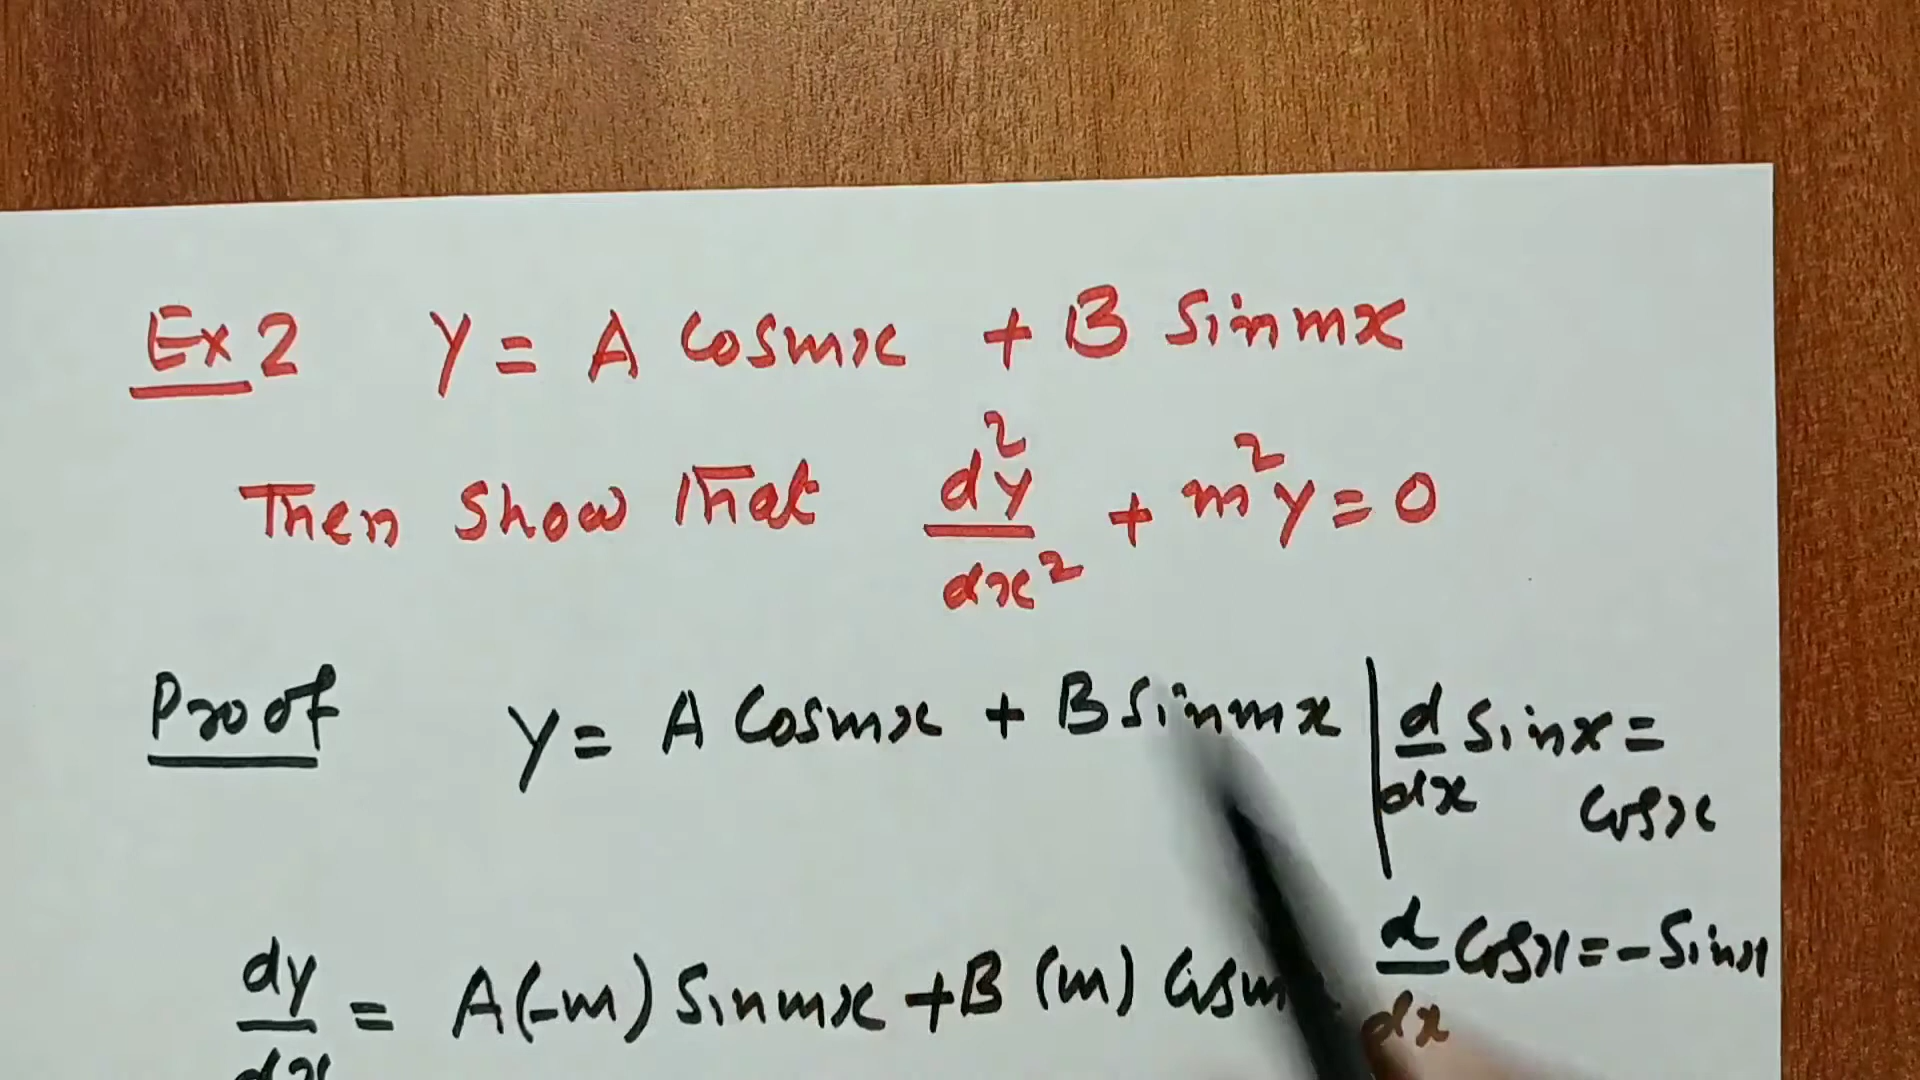 Ex 2 y = A cosmx + B sinmx
Then show that d²y/dx² + m²y = 0
Proof y = A cosmx + B sinmx | d/dx sinx =
cosx
dy/dx = A(-m) sinmx + B (m) cosm d/dx cosx = - sinx